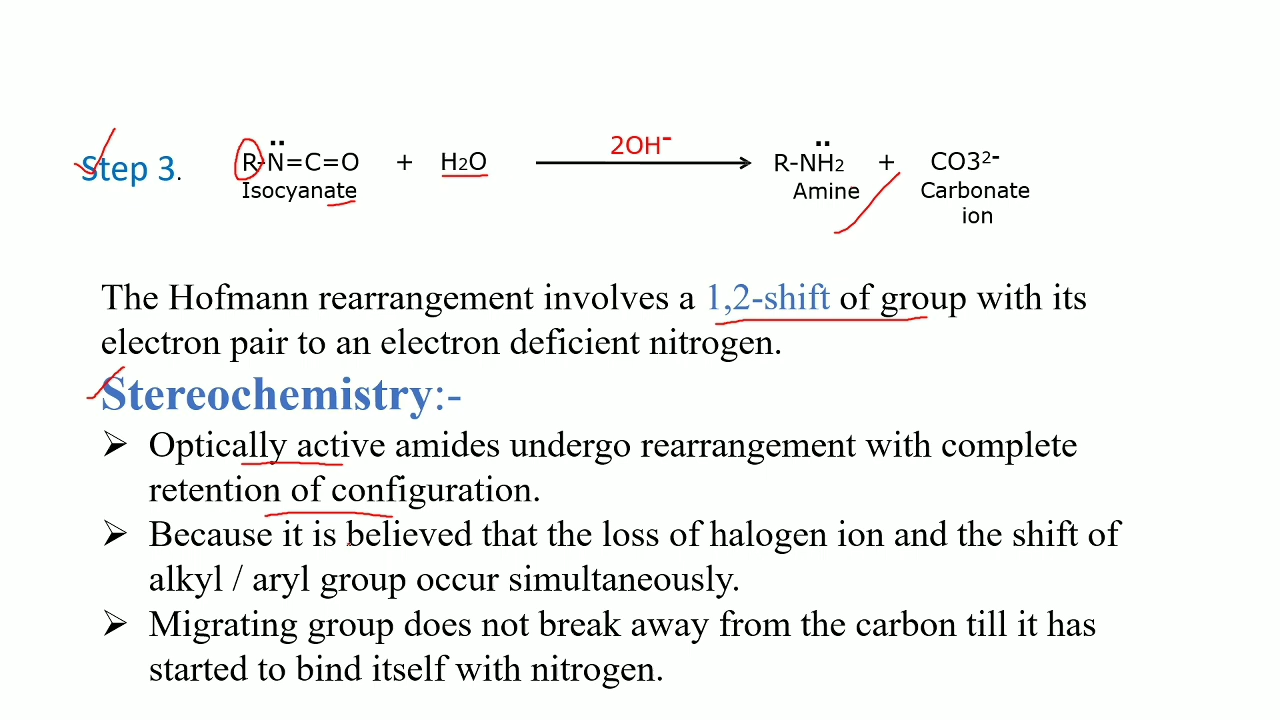 2OH-
Step 3. R-N=C=O + H2O R-NH2 + CO3²-
Isocyanate Amine Carbonate
ion
The Hofmann rearrangement involves a 1,2-shift of group with its
electron pair to an electron deficient nitrogen.
Stereochemistry:-
➢ Optically active amides undergo rearrangement with complete
retention of configuration.
➢ Because it is believed that the loss of halogen ion and the shift of
alkyl / aryl group occur simultaneously.
➢ Migrating group does not break away from the carbon till it has
started to bind itself with nitrogen.